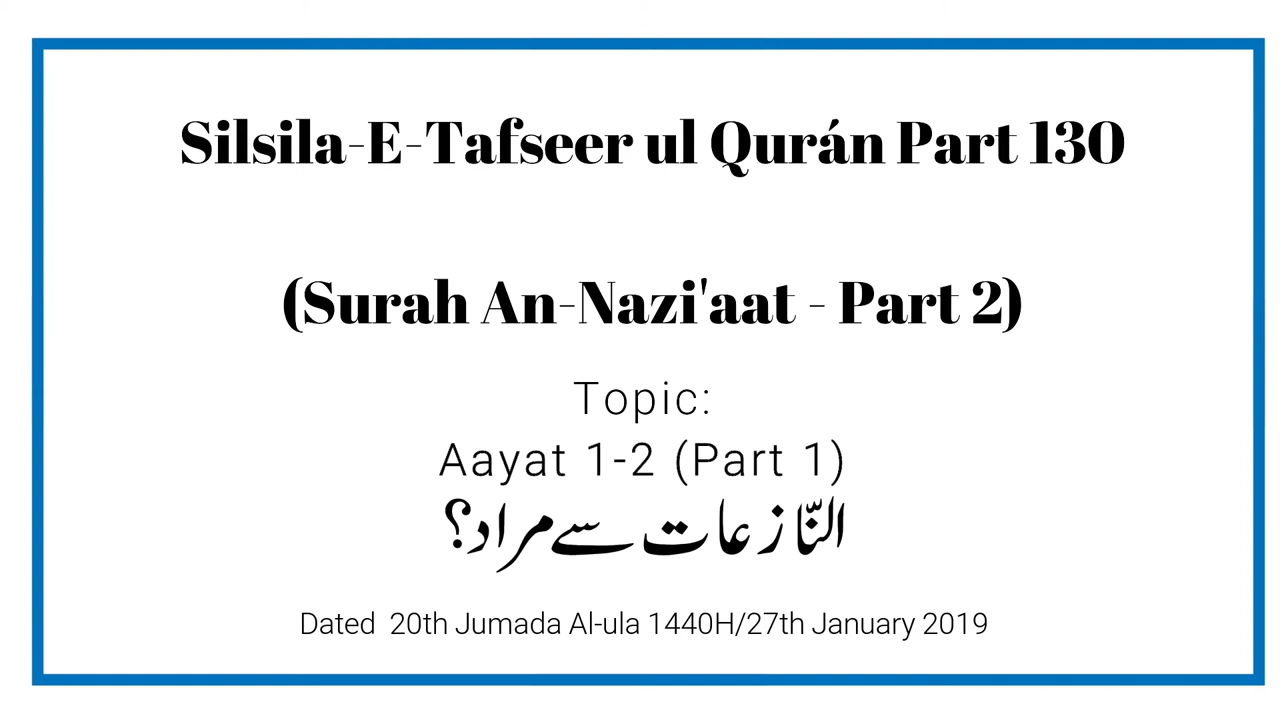 Silsila-E-Tafseer ul Qurán Part 130
(Surah An-Nazi'aat - Part 2)
Topic:
Aayat 1-2 (Part 1)
النّازعات سے مراد؟
Dated 20th Jumada Al-ula 1440H/27th January 2019